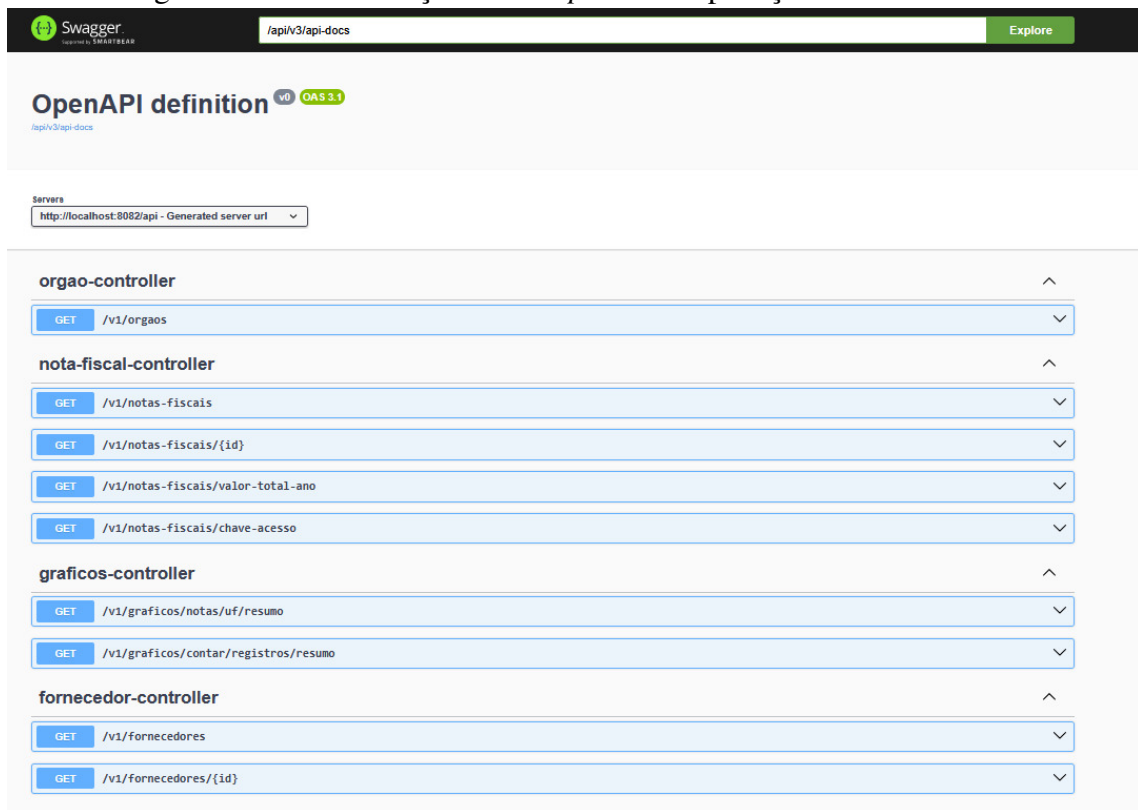 Swagger.
Supported by SMARTBEAR
/api/v3/api-docs
Explore
OpenAPI definition v0 OAS 3.1
/api/v3/api-docs
Servers
http://localhost:8082/api - Generated server url
orgao-controller
GET /v1/orgaos
nota-fiscal-controller
GET /v1/notas-fiscais
GET /v1/notas-fiscais/{id}
GET /v1/notas-fiscais/valor-total-ano
GET /v1/notas-fiscais/chave-acesso
graficos-controller
GET /v1/graficos/notas/uf/resumo
GET /v1/graficos/contar/registros/resumo
fornecedor-controller
GET /v1/fornecedores
GET /v1/fornecedores/{id}